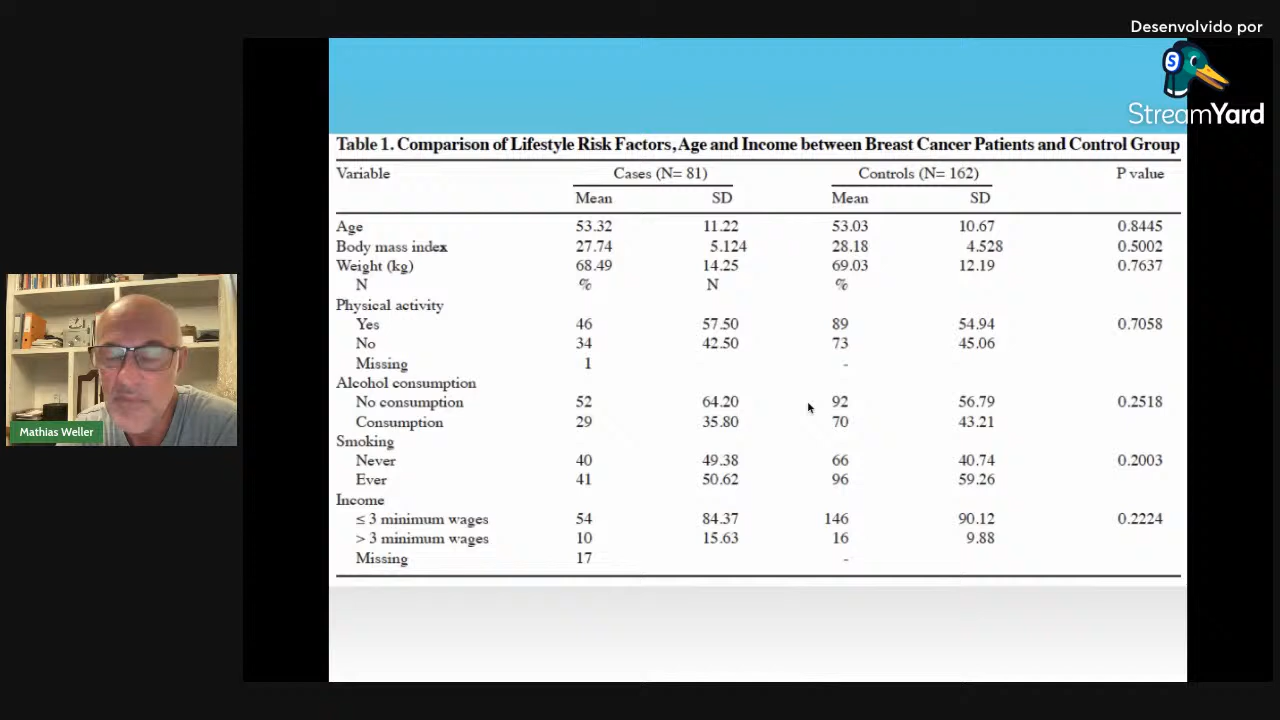 Desenvolvido por
StreamYard
Table 1. Comparison of Lifestyle Risk Factors, Age and Income between Breast Cancer Patients and Control Group
Variable Cases (N= 81) Controls (N= 162) P value
Mean SD Mean SD
Age 53.32 11.22 53.03 10.67 0.8445
Body mass index 27.74 5.124 28.18 4.528 0.5002
Weight (kg) 68.49 14.25 69.03 12.19 0.7637
N % N %
Physical activity
Yes 46 57.50 89 54.94 0.7058
No 34 42.50 73 45.06
Missing 1 -
Alcohol consumption
No consumption 52 64.20 92 56.79 0.2518
Consumption 29 35.80 70 43.21
Smoking
Never 40 49.38 66 40.74 0.2003
Ever 41 50.62 96 59.26
Income
≤ 3 minimum wages 54 84.37 146 90.12 0.2224
> 3 minimum wages 10 15.63 16 9.88
Missing 17 -
Mathias Weller